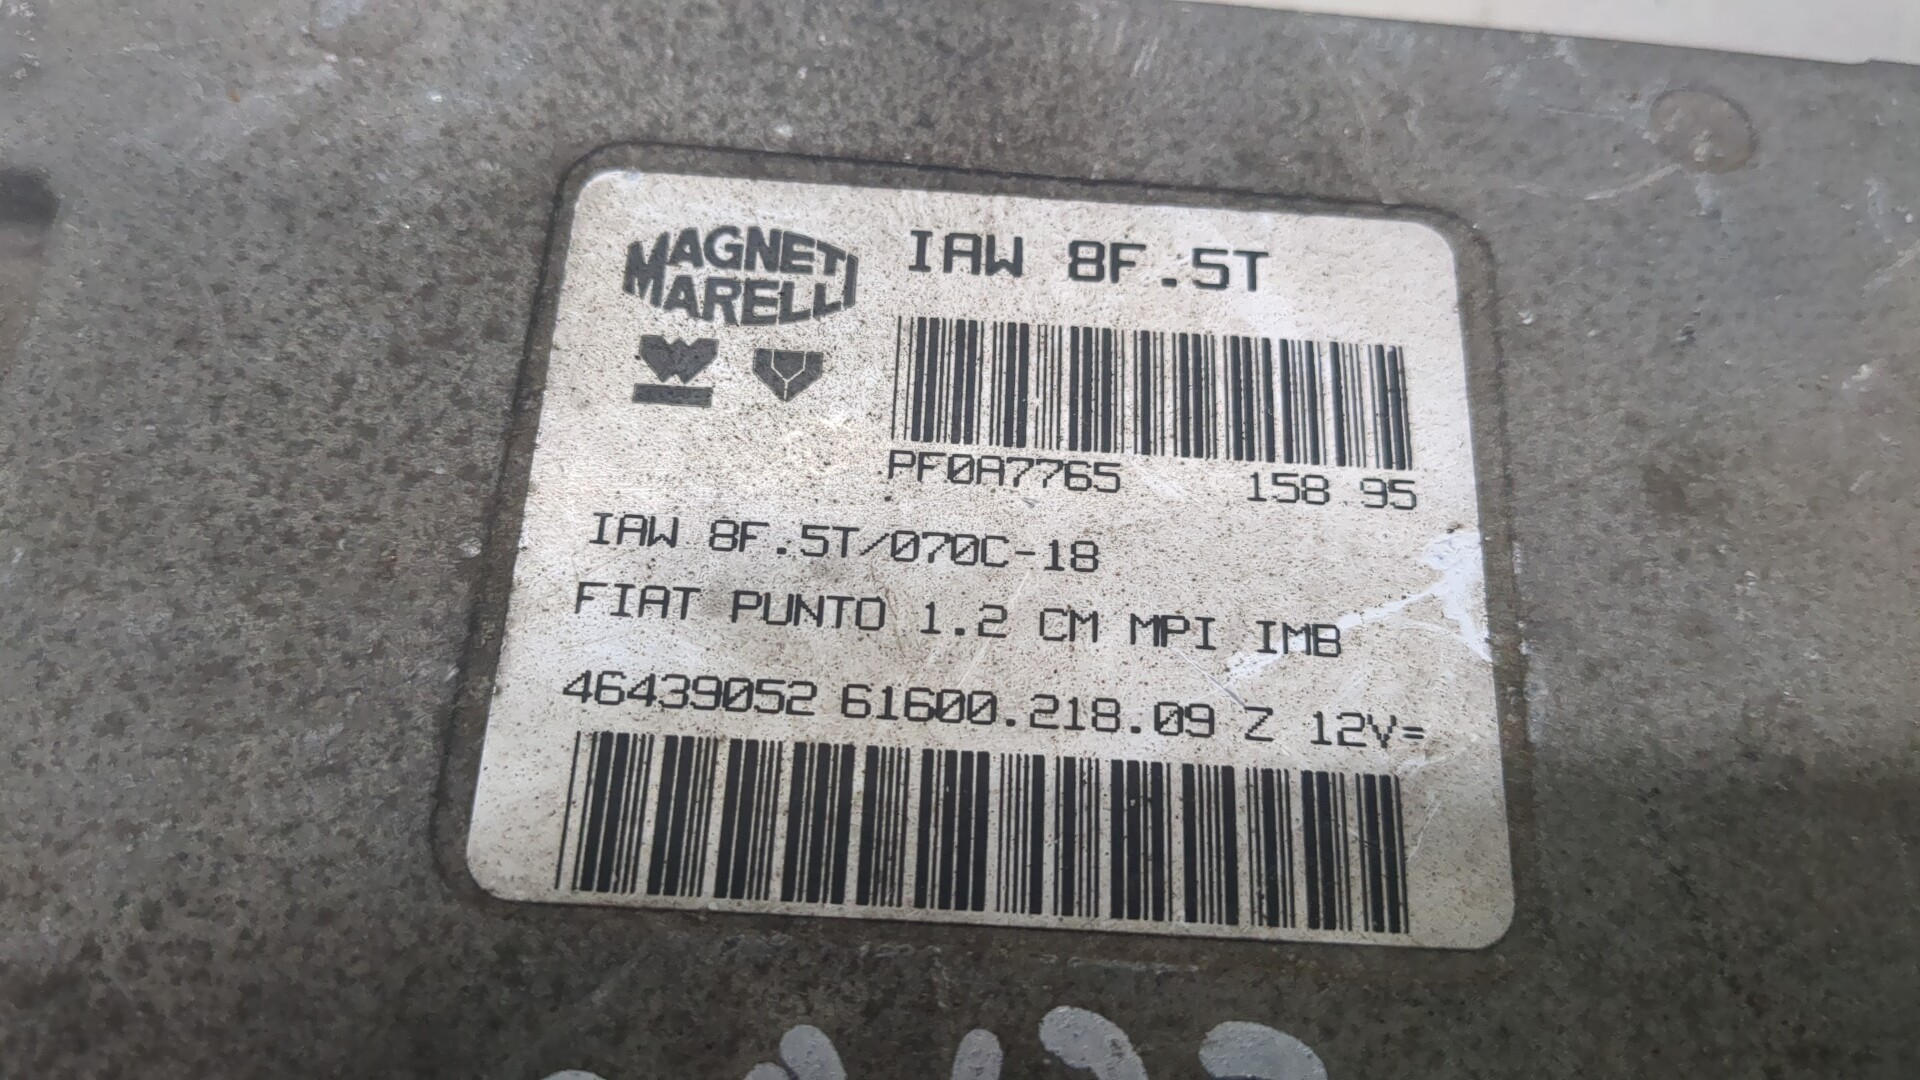 MAGNETI
MARELLI
IAW 8F.5T
PF0A7765 158 95
IAW 8F.5T/070C-18
FIAT PUNTO 1.2 CM MPI IMB
46439052 61600.218.09 Z 12V=